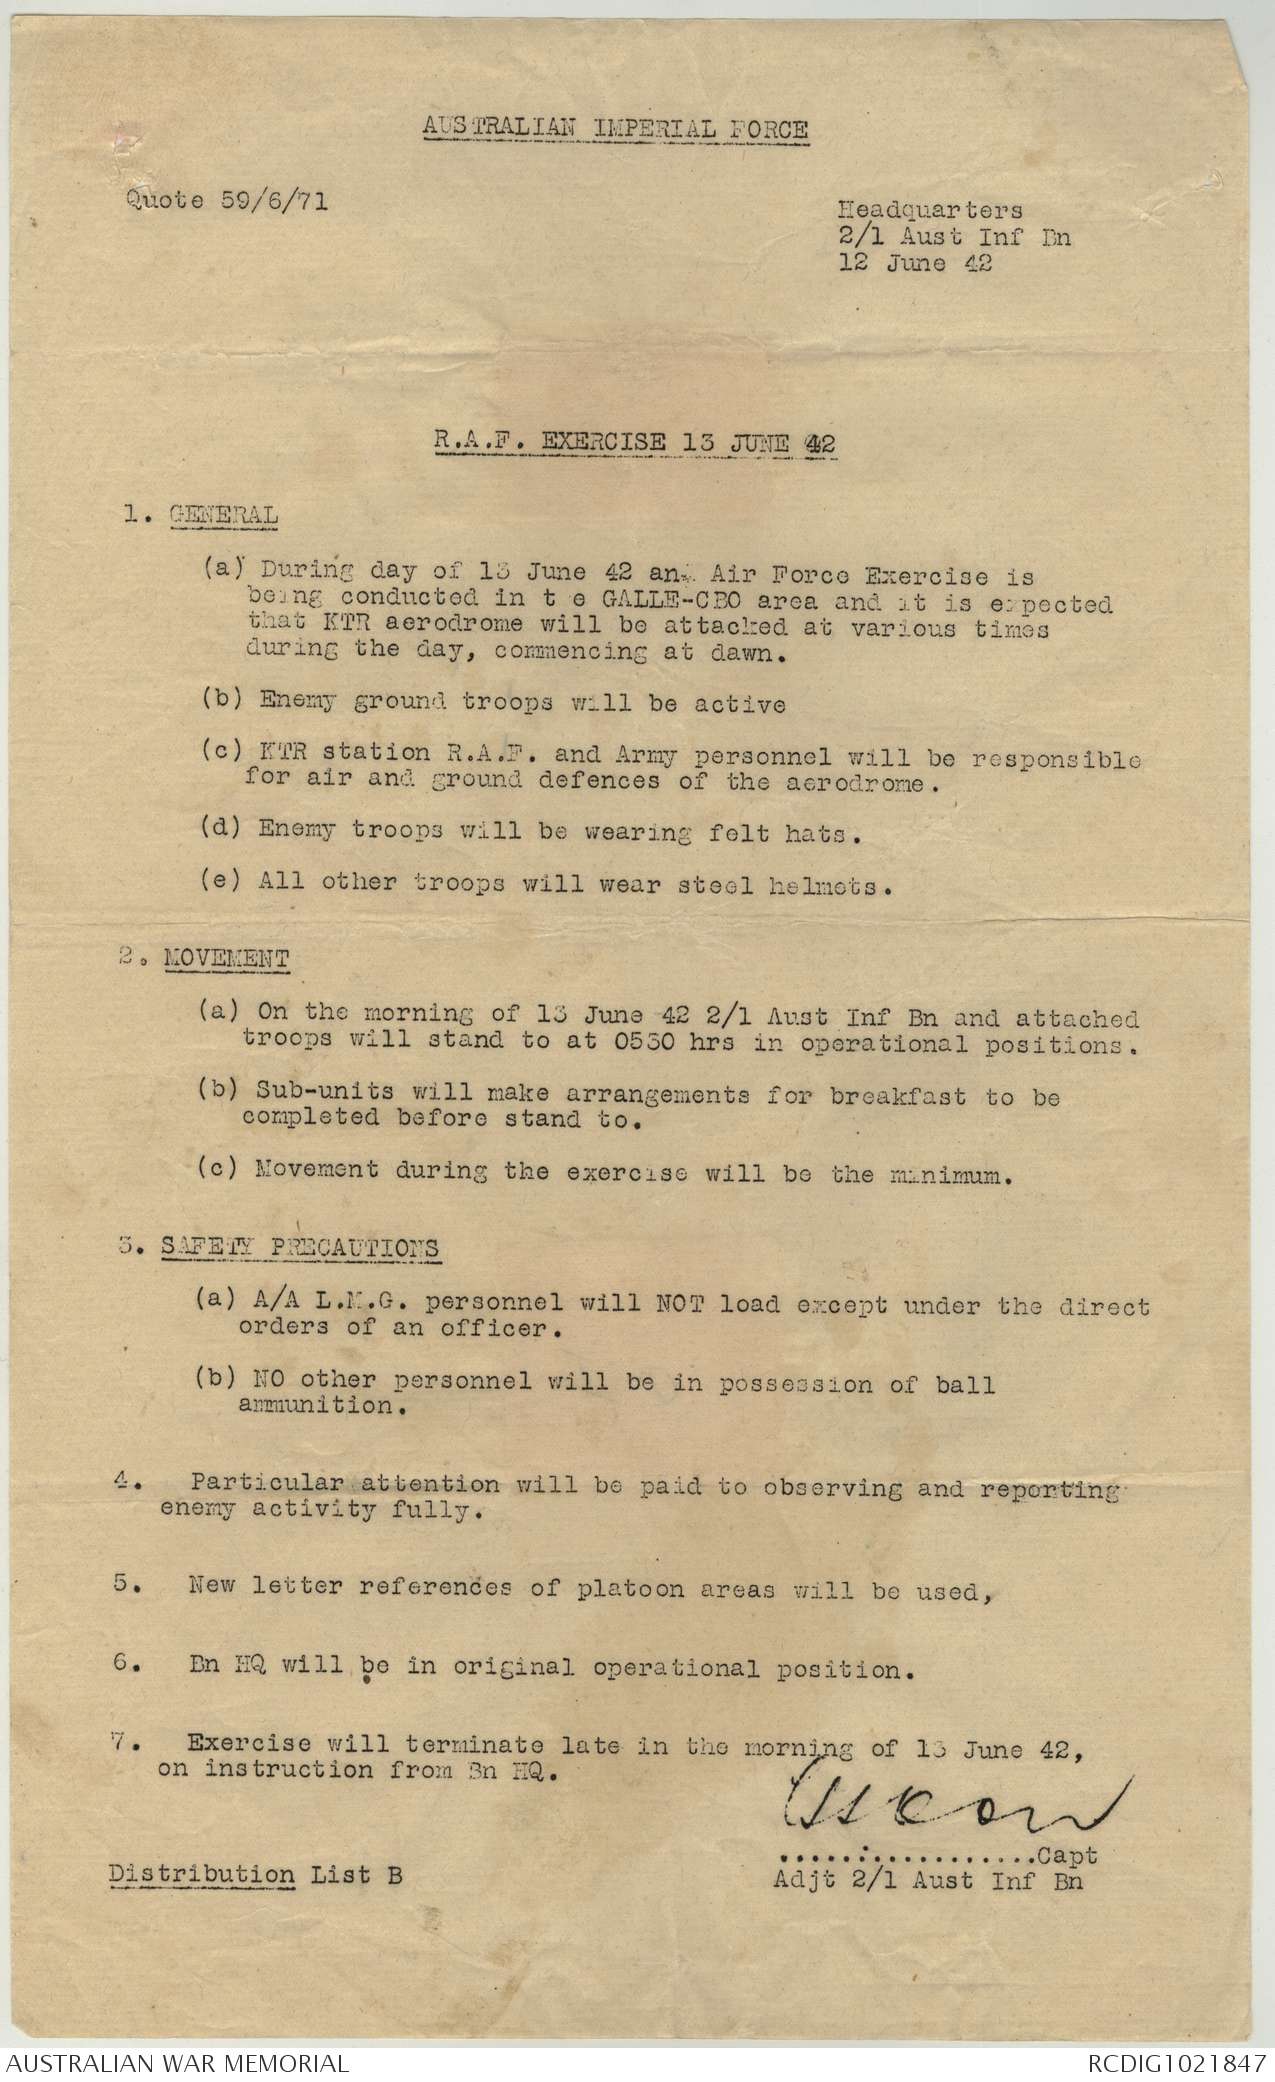 AUSTRALIAN IMPERIAL FORCE
Quote 59/6/71
Headquarters
2/1 Aust Inf Bn
12 June 42
R.A.F. EXERCISE 13 JUNE 42
1. GENERAL
(a) During day of 13 June 42 an Air Force Exercise is
being conducted in t e GALLE-CBO area and it is expected
that KTR aerodrome will be attacked at various times
during the day, commencing at dawn.
(b) Enemy ground troops will be active
(c) KTR station R.A.F. and Army personnel will be responsible
for air and ground defences of the aerodrome.
(d) Enemy troops will be wearing felt hats.
(e) All other troops will wear steel helmets.
2. MOVEMENT
(a) On the morning of 13 June 42 2/1 Aust Inf Bn and attached
troops will stand to at 0530 hrs in operational positions.
(b) Sub-units will make arrangements for breakfast to be
completed before stand to.
(c) Movement during the exercise will be the minimum.
3. SAFETY PRECAUTIONS
(a) A/A L.M.G. personnel will NOT load except under the direct
orders of an officer.
(b) NO other personnel will be in possession of ball
ammunition.
4. Particular attention will be paid to observing and reporting
enemy activity fully.
5. New letter references of platoon areas will be used,
6. Bn HQ will be in original operational position.
7. Exercise will terminate late in the morning of 13 June 42,
on instruction from Bn HQ.
..................Capt
Adjt 2/1 Aust Inf Bn
Distribution List B
AUSTRALIAN WAR MEMORIAL
RCDIG1021847